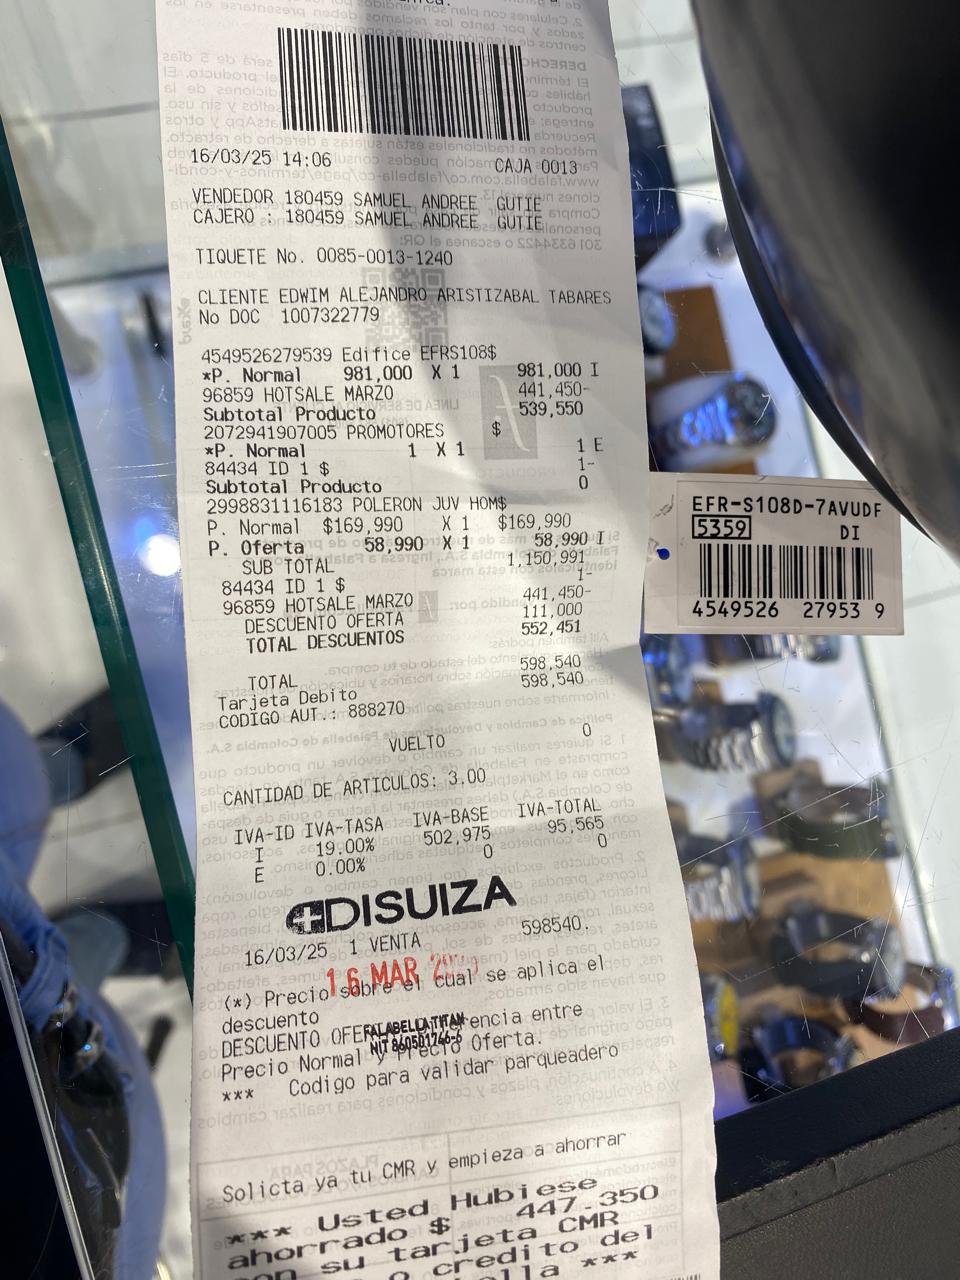 16/03/25 14:06 CAJA 0013
VENDEDOR 180459 SAMUEL ANDREE GUTIE
CAJERO : 180459 SAMUEL ANDREE GUTIE
TIQUETE No. 0085-0013-1240
CLIENTE EDWIM ALEJANDRO ARISTIZABAL TABARES
No DOC 1007322779
4549526279539 Edifice EFRS108$
*P. Normal 981,000 X 1 981,000 I
96859 HOTSALE MARZO 441,450-
Subtotal Producto 539,550
2072941907005 PROMOTORES $
*P. Normal 1 X 1 1 E
84434 ID 1 $ 1-
Subtotal Producto 0
2998831116183 POLERON JUV HOM$
P. Normal $169,990 X 1 $169,990
P. Oferta 58,990 X 1 58,990 I
SUB TOTAL 1,150,991
84434 ID 1 $ 1-
96859 HOTSALE MARZO 441,450-
DESCUENTO OFERTA 111,000
TOTAL DESCUENTOS 552,451
TOTAL 598,540
Tarjeta Debito 598,540
CODIGO AUT.: 888270
VUELTO 0
CANTIDAD DE ARTICULOS: 3.00
IVA-ID IVA-TASA IVA-BASE IVA-TOTAL
I 19.00% 502,975 95,565
E 0.00% 0 0
DISUIZA
16/03/25 1 VENTA 598540.
16 MAR
(*) Precio sobre el cual se aplica el
descuento
FALABELLA TITAN
NIT 860501746-6
Precio Normal y Precio Oferta.
*** Codigo para validar parqueadero
Solicta ya tu CMR y empieza a ahorrar
*** Usted Hubiese
ahorrado $ 447.350
con su tarjeta CMR
o credito del
***
EFR-S108D-7AVUDF
5359 DI
4549526 27953 9